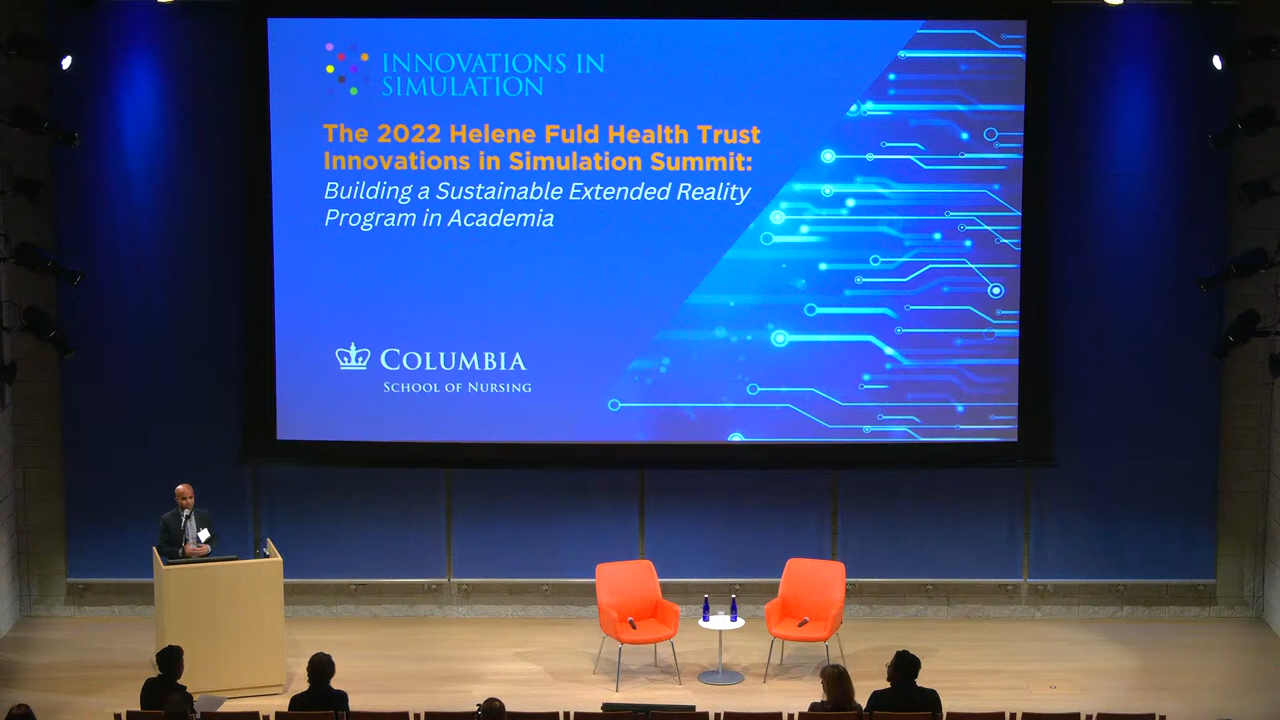 INNOVATIONS IN
SIMULATION
The 2022 Helene Fuld Health Trust
Innovations in Simulation Summit:
Building a Sustainable Extended Reality
Program in Academia
COLUMBIA
SCHOOL OF NURSING